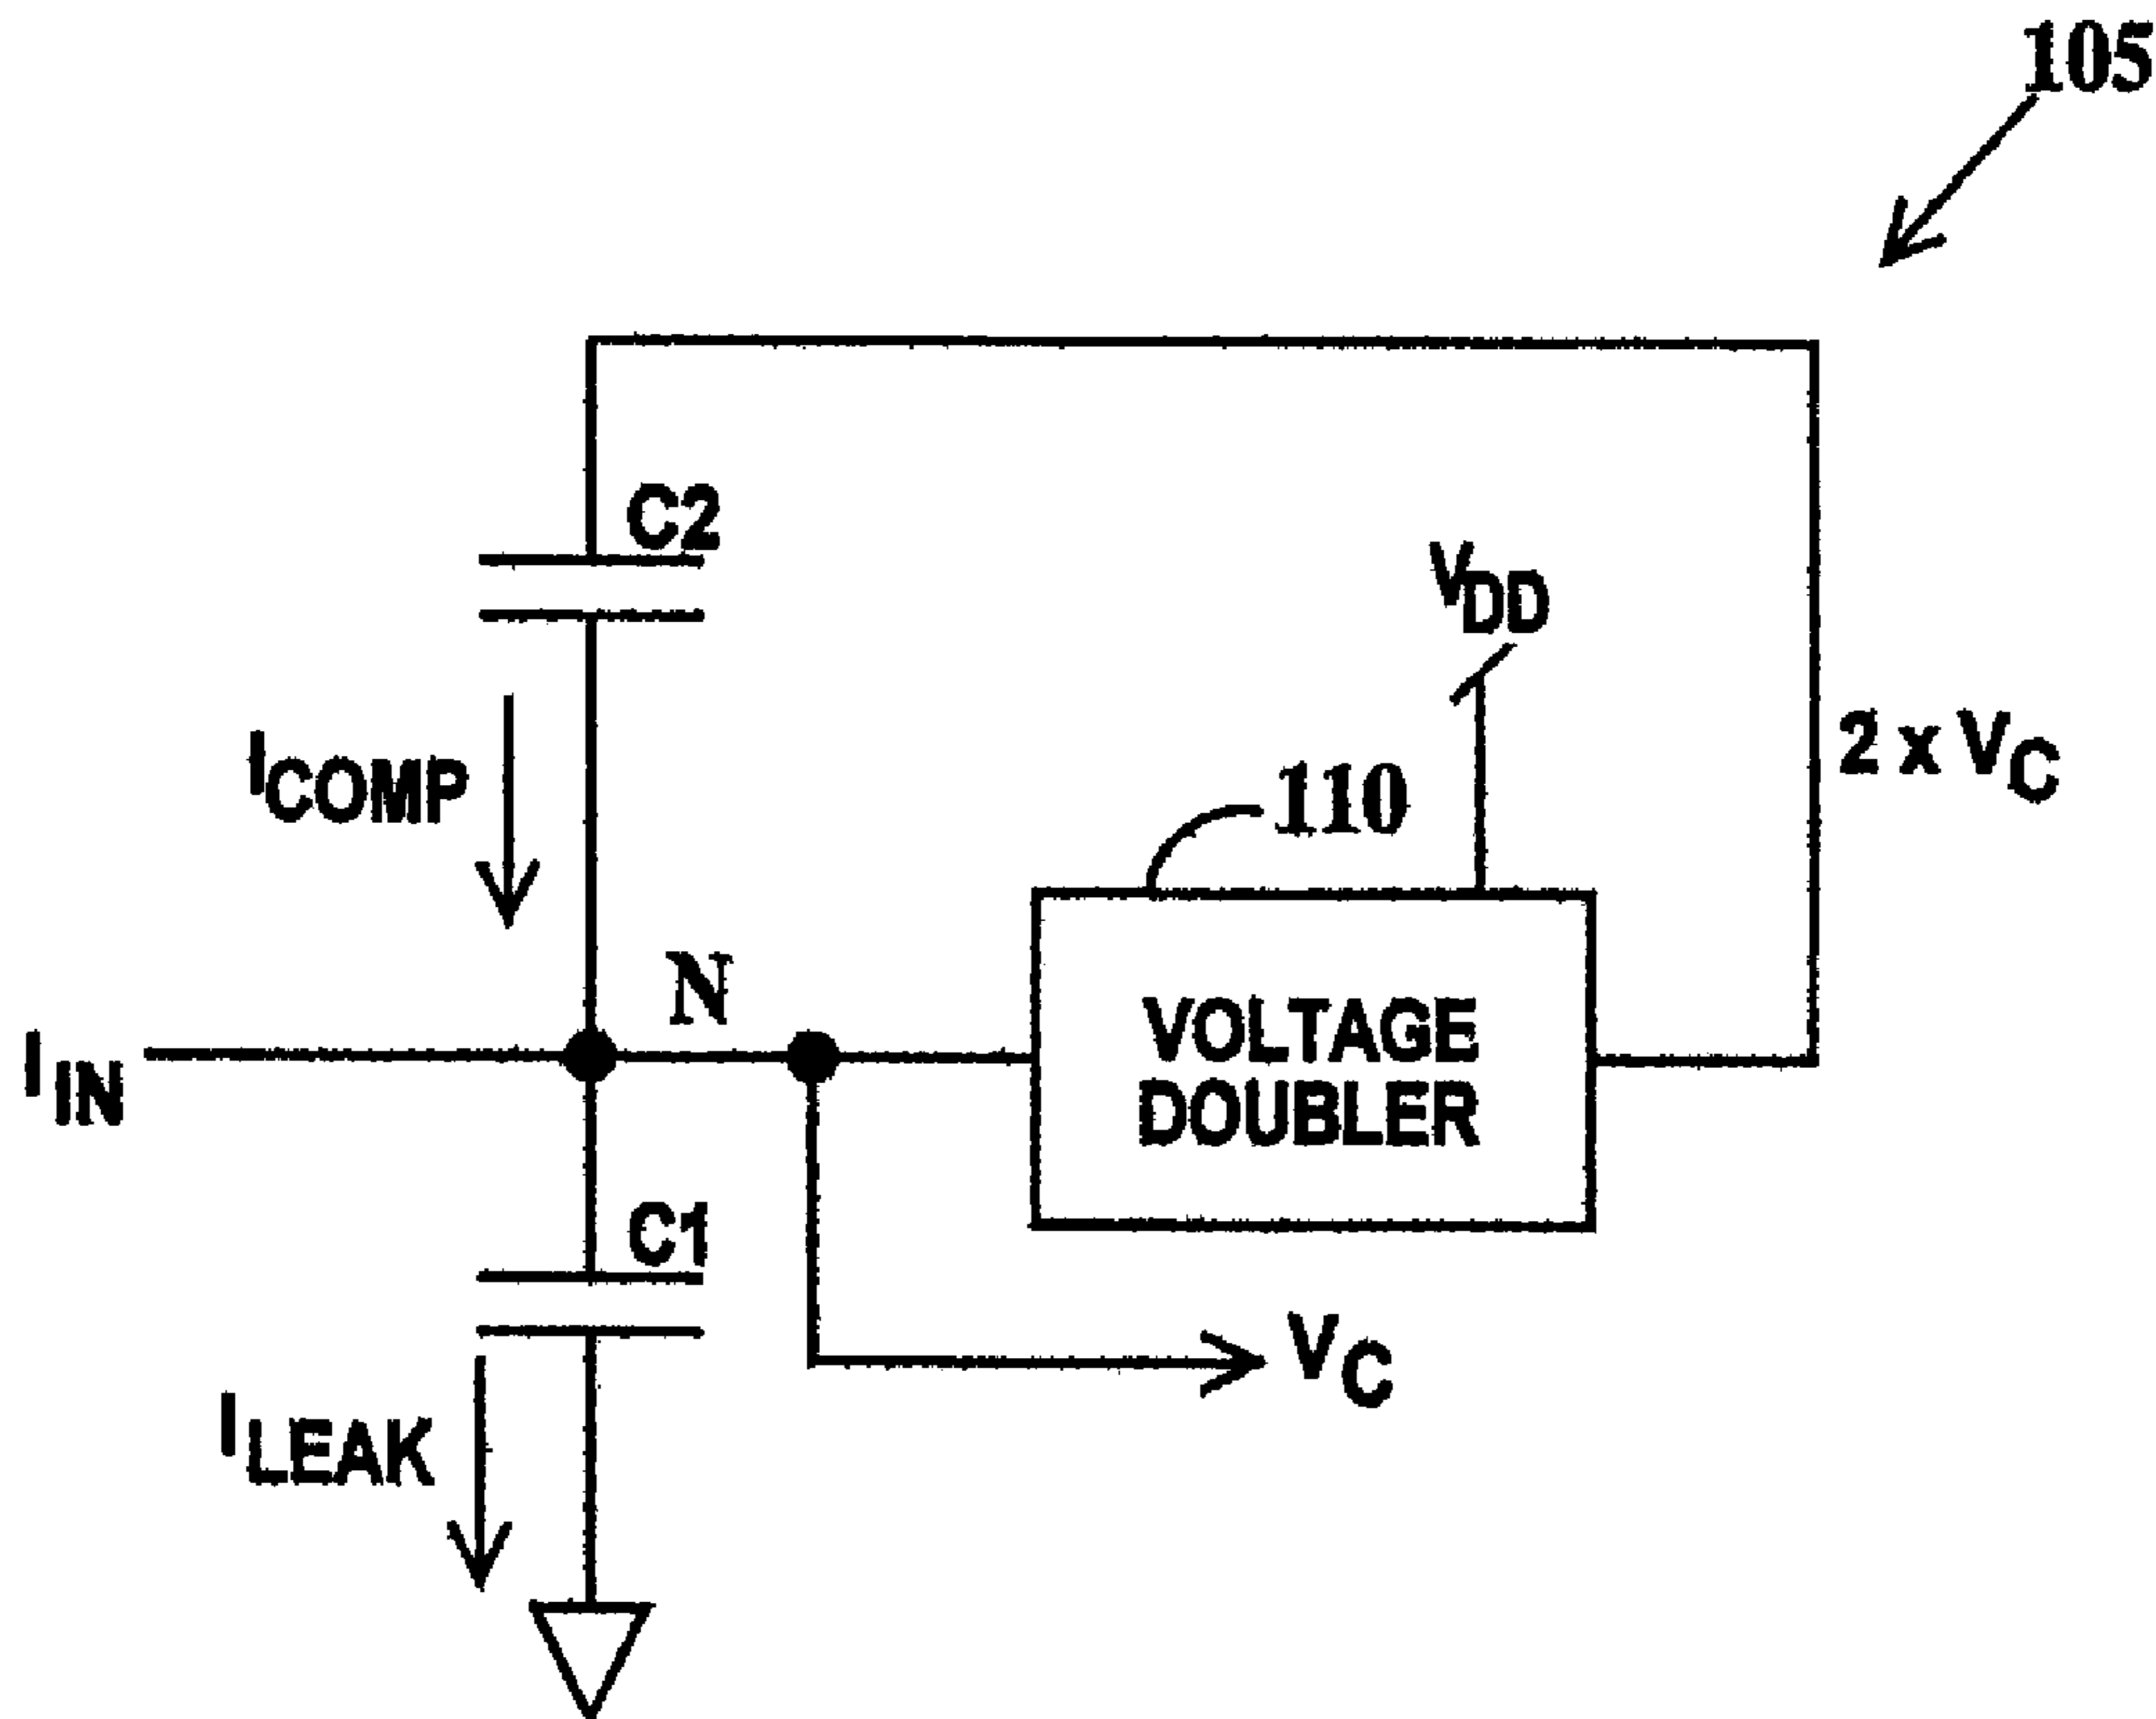 105
C2
VDD
ICOMP
2 x VC
110
N
IIN
VOLTAGE
DOUBLER
C1
VC
ILEAK